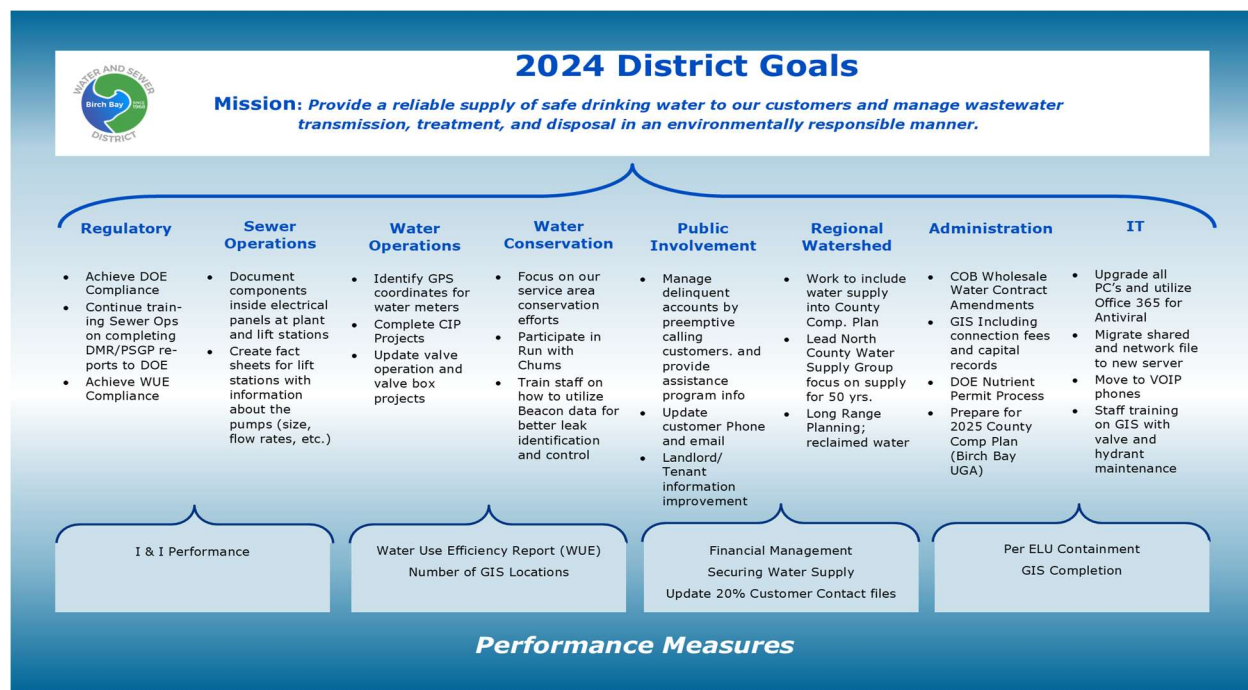 2024 District Goals
WATER AND SEWER
Birch Bay
SINCE
1968
DISTRICT
Mission: Provide a reliable supply of safe drinking water to our customers and manage wastewater
transmission, treatment, and disposal in an environmentally responsible manner.
Regulatory
• Achieve DOE
Compliance
• Continue train-
ing Sewer Ops
on completing
DMR/PSGP re-
ports to DOE
• Achieve WUE
Compliance
Sewer
Operations
• Document
components
inside electrical
panels at plant
and lift stations
• Create fact
sheets for lift
stations with
information
about the
pumps (size,
flow rates, etc.)
Water
Operations
• Identify GPS
coordinates for
water meters
• Complete CIP
Projects
• Update valve
operation and
valve box
projects
Water
Conservation
• Focus on our
service area
conservation
efforts
• Participate in
Run with
Chums
• Train staff on
how to utilize
Beacon data for
better leak
identification
and control
Public
Involvement
• Manage
delinquent
accounts by
preemptive
calling
customers. and
provide
assistance
program info
• Update
customer Phone
and email
• Landlord/
Tenant
information
improvement
Regional
Watershed
• Work to include
water supply
into County
Comp. Plan
• Lead North
County Water
Supply Group
focus on supply
for 50 yrs.
• Long Range
Planning;
reclaimed water
Administration
• COB Wholesale
Water Contract
Amendments
• GIS Including
connection fees
and capital
records
• DOE Nutrient
Permit Process
• Prepare for
2025 County
Comp Plan
(Birch Bay
UGA)
IT
• Upgrade all
PC's and utilize
Office 365 for
Antiviral
• Migrate shared
and network file
to new server
• Move to VOIP
phones
• Staff training
on GIS with
valve and
hydrant
maintenance
I & I Performance
Water Use Efficiency Report (WUE)
Number of GIS Locations
Financial Management
Securing Water Supply
Update 20% Customer Contact files
Per ELU Containment
GIS Completion
Performance Measures